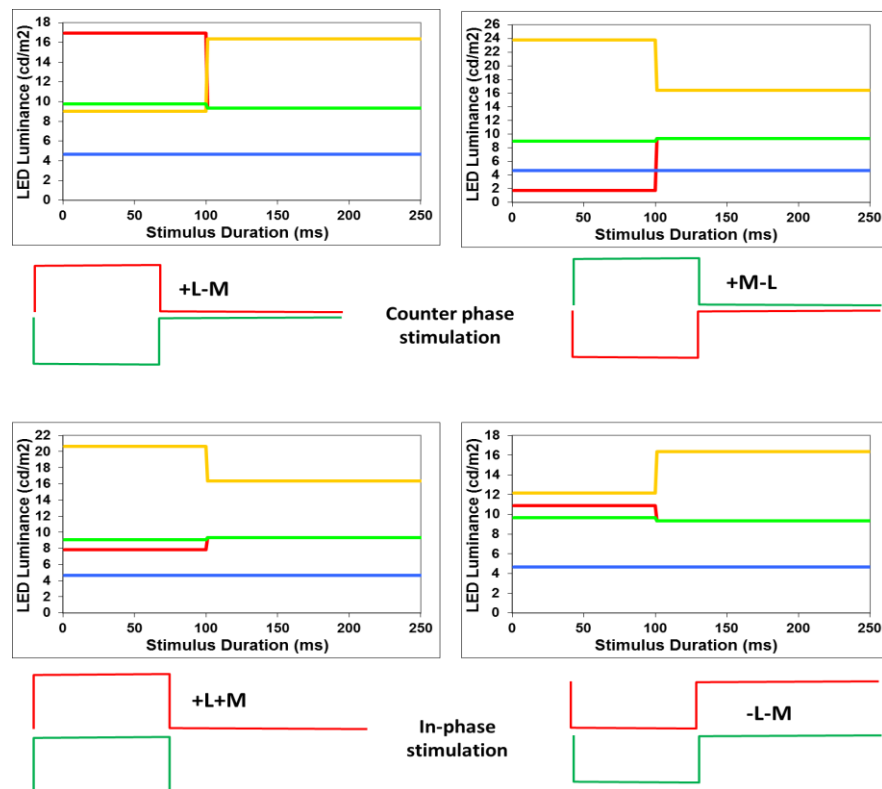 LED Luminance (cd/m2)
18
16
14
12
10
8
6
4
2
0
0 50 100 150 200 250
Stimulus Duration (ms)
LED Luminance (cd/m2)
26
24
22
20
18
16
14
12
10
8
6
4
2
0
0 50 100 150 200 250
Stimulus Duration (ms)
+L-M
Counter phase
stimulation
+M-L
LED Luminance (cd/m2)
22
20
18
16
14
12
10
8
6
4
2
0
0 50 100 150 200 250
Stimulus Duration (ms)
LED Luminance (cd/m2)
18
16
14
12
10
8
6
4
2
0
0 50 100 150 200 250
Stimulus Duration (ms)
+L+M
In-phase
stimulation
-L-M